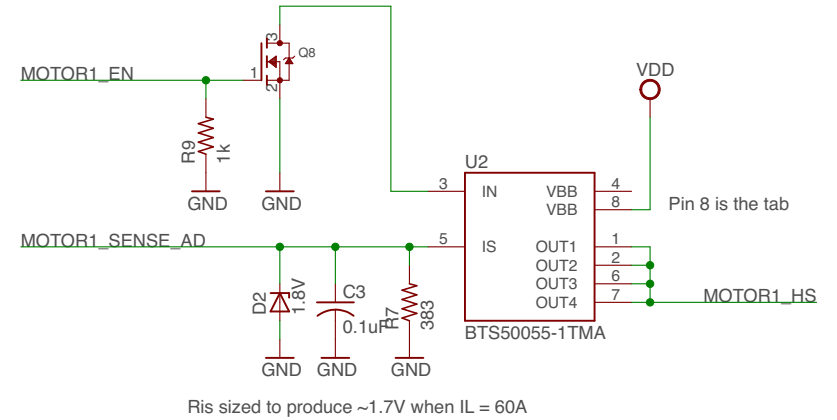 3
Q8
MOTOR1_EN
1
2
VDD
R9
1k
GND
GND
U2
3
IN
VBB
4
VBB
8
Pin 8 is the tab
MOTOR1_SENSE_AD
5
IS
OUT1
1
OUT2
2
OUT3
6
OUT4
7
MOTOR1_HS
D2
1.8V
C3
0.1uF
R7
383
BTS50055-1TMA
GND
GND
GND
Ris sized to produce ~1.7V when IL = 60A